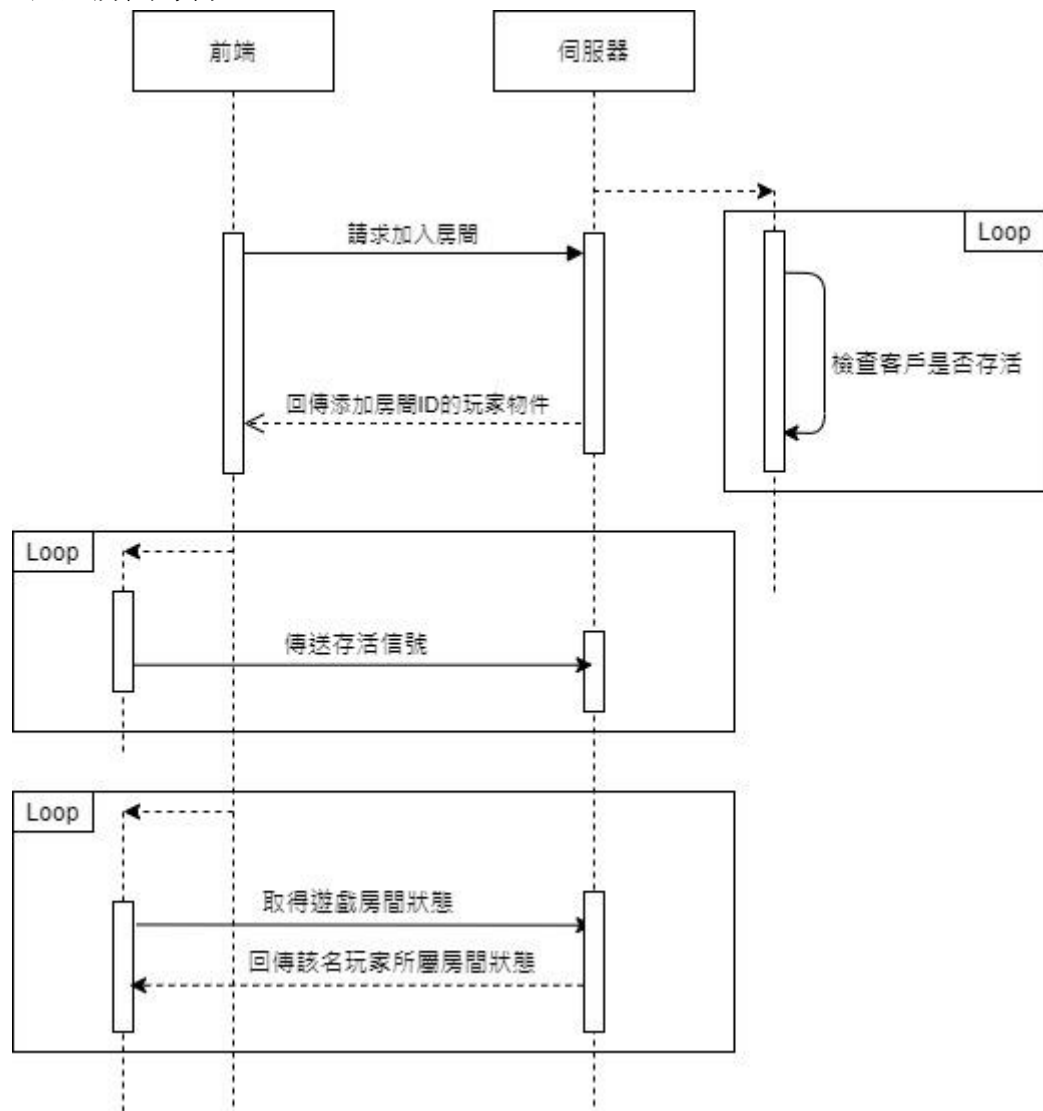 前端
伺服器
請求加入房間
Loop
檢查客戶是否存活
回傳添加房間ID的玩家物件
Loop
傳送存活信號
Loop
取得遊戲房間狀態
回傳該名玩家所屬房間狀態